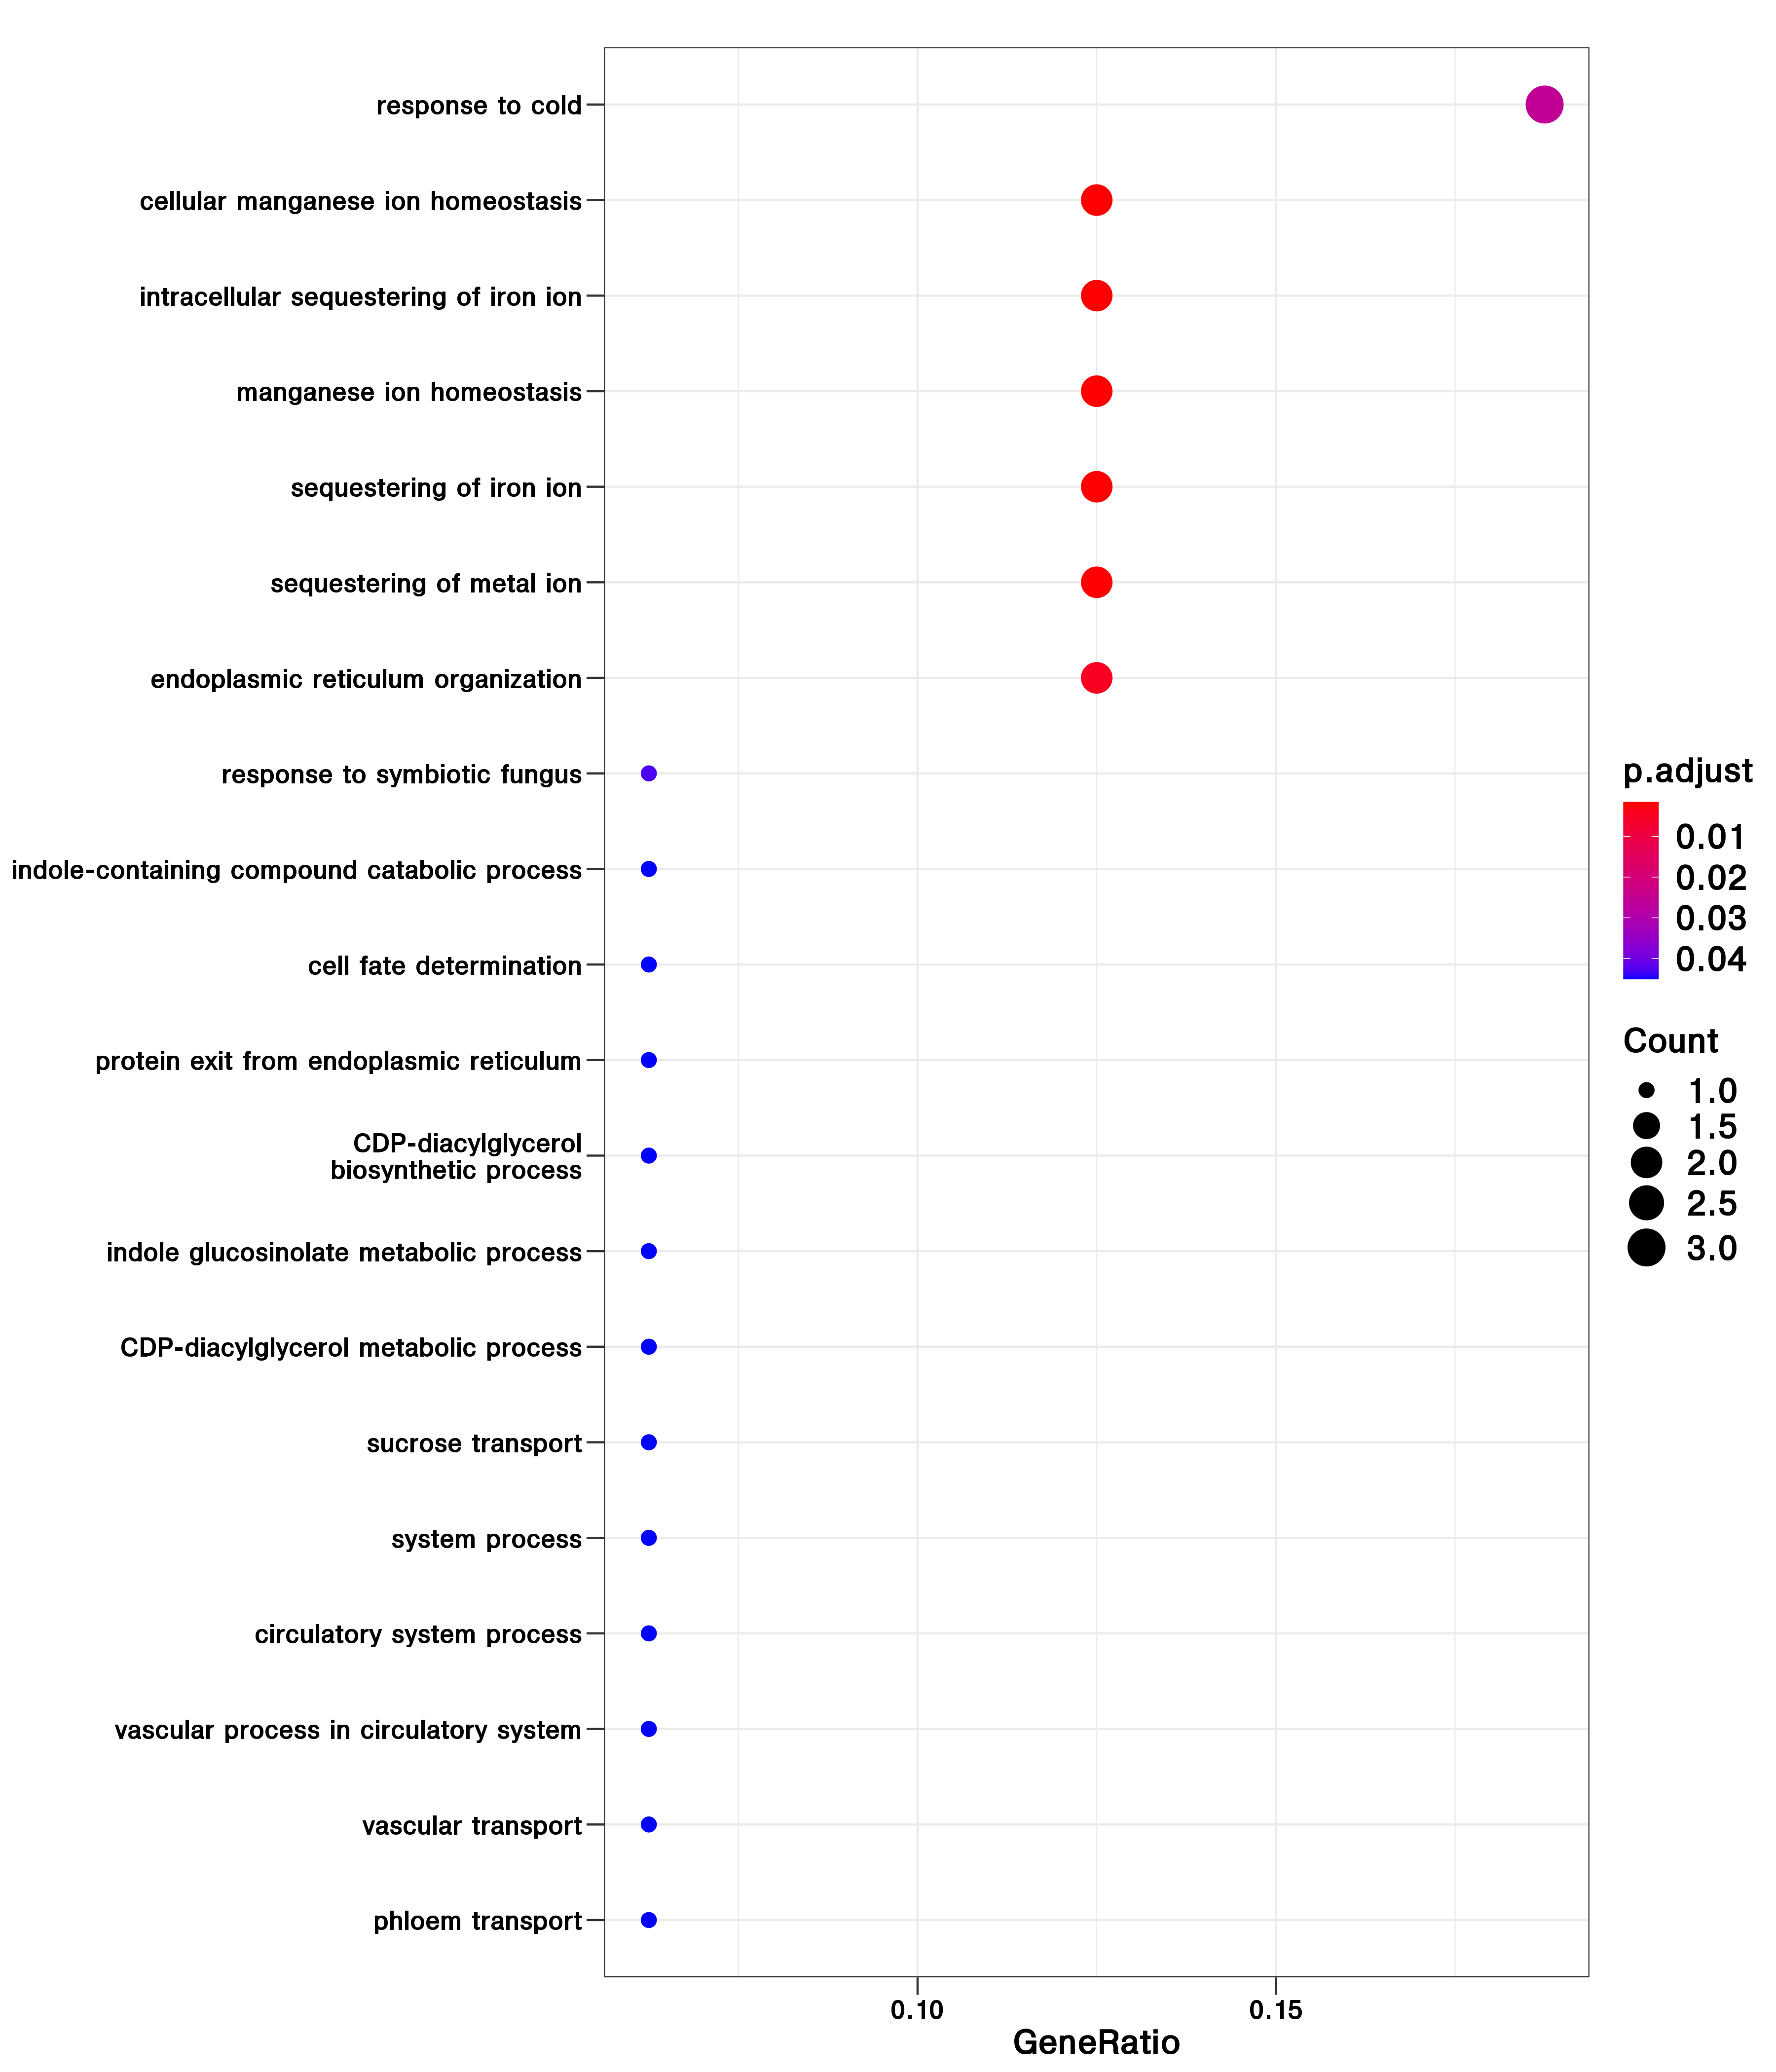 response to cold
cellular manganese ion homeostasis
intracellular sequestering of iron ion
manganese ion homeostasis
sequestering of iron ion
sequestering of metal ion
endoplasmic reticulum organization
response to symbiotic fungus
indole-containing compound catabolic process
cell fate determination
protein exit from endoplasmic reticulum
CDP-diacylglycerol
biosynthetic process
indole glucosinolate metabolic process
CDP-diacylglycerol metabolic process
sucrose transport
system process
circulatory system process
vascular process in circulatory system
vascular transport
phloem transport
0.10
0.15
GeneRatio
p.adjust
0.01
0.02
0.03
0.04
Count
1.0
1.5
2.0
2.5
3.0